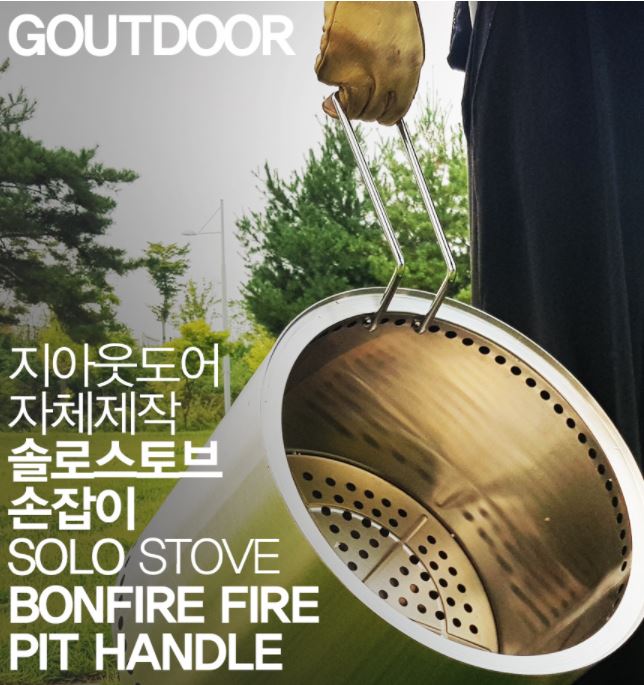 GOUTDOOR
지아웃도어
자체제작
솔로스토브
손잡이
SOLO STOVE
BONFIRE FIRE
PIT HANDLE